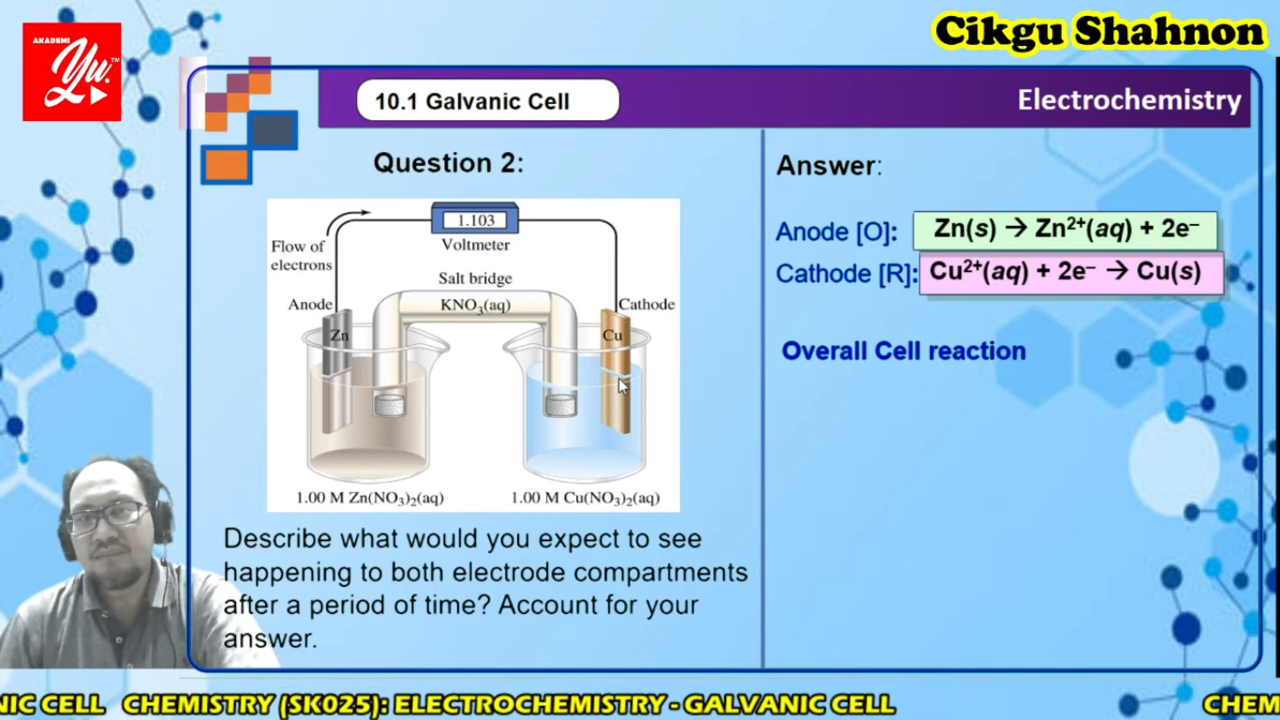 AKADEMI
Yu.™
Cikgu Shahnon
10.1 Galvanic Cell
Electrochemistry
Question 2:
1.103
Voltmeter
Flow of
electrons
Salt bridge
KNO₃(aq)
Anode
Cathode
Zn
Cu
1.00 M Zn(NO₃)₂(aq)
1.00 M Cu(NO₃)₂(aq)
Describe what would you expect to see
happening to both electrode compartments
after a period of time? Account for your
answer.
Answer:
Anode [O]: Zn(s) → Zn²⁺(aq) + 2e⁻
Cathode [R]: Cu²⁺(aq) + 2e⁻ → Cu(s)
Overall Cell reaction
NIC CELL CHEMISTRY (SK025): ELECTROCHEMISTRY - GALVANIC CELL CHEM